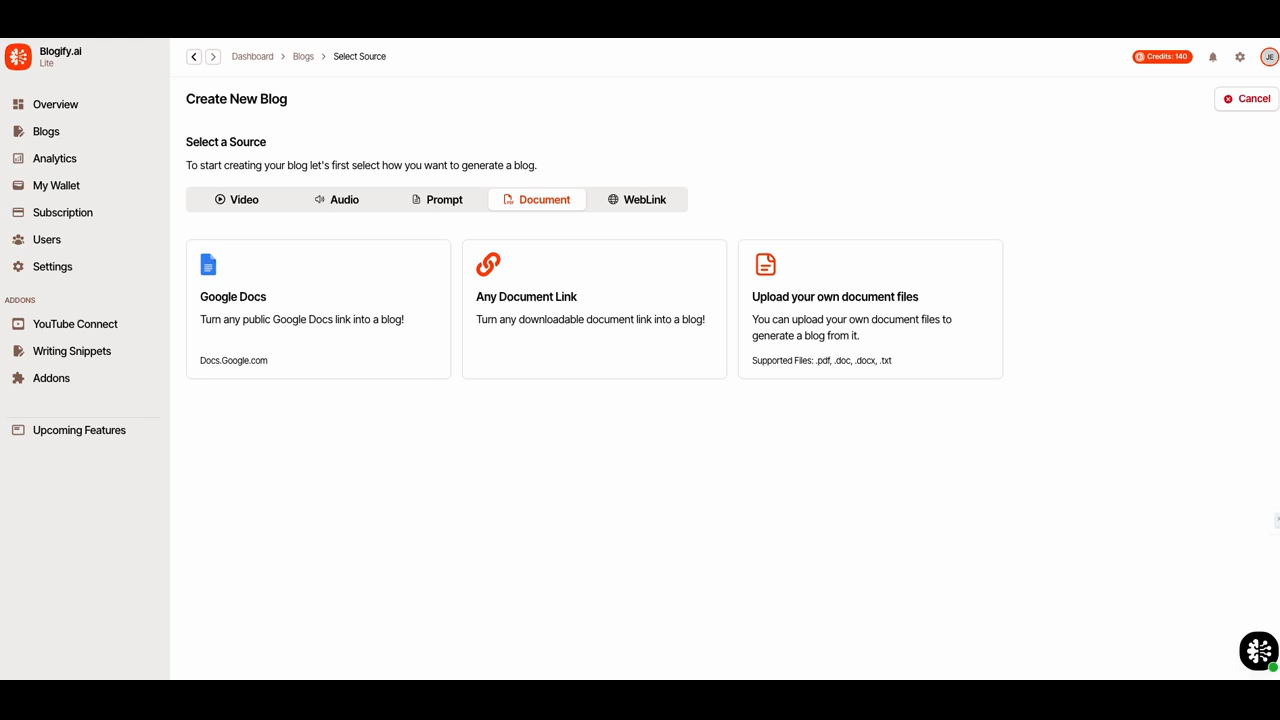 Blogify.ai
Lite
Dashboard > Blogs > Select Source
Credits: 140
JE
Overview
Blogs
Analytics
My Wallet
Subscription
Users
Settings
ADDONS
YouTube Connect
Writing Snippets
Addons
Upcoming Features
Create New Blog
Cancel
Select a Source
To start creating your blog let's first select how you want to generate a blog.
Video Audio Prompt Document WebLink
Google Docs
Turn any public Google Docs link into a blog!
Docs.Google.com
Any Document Link
Turn any downloadable document link into a blog!
Upload your own document files
You can upload your own document files to
generate a blog from it.
Supported Files: .pdf, .doc, .docx, .txt